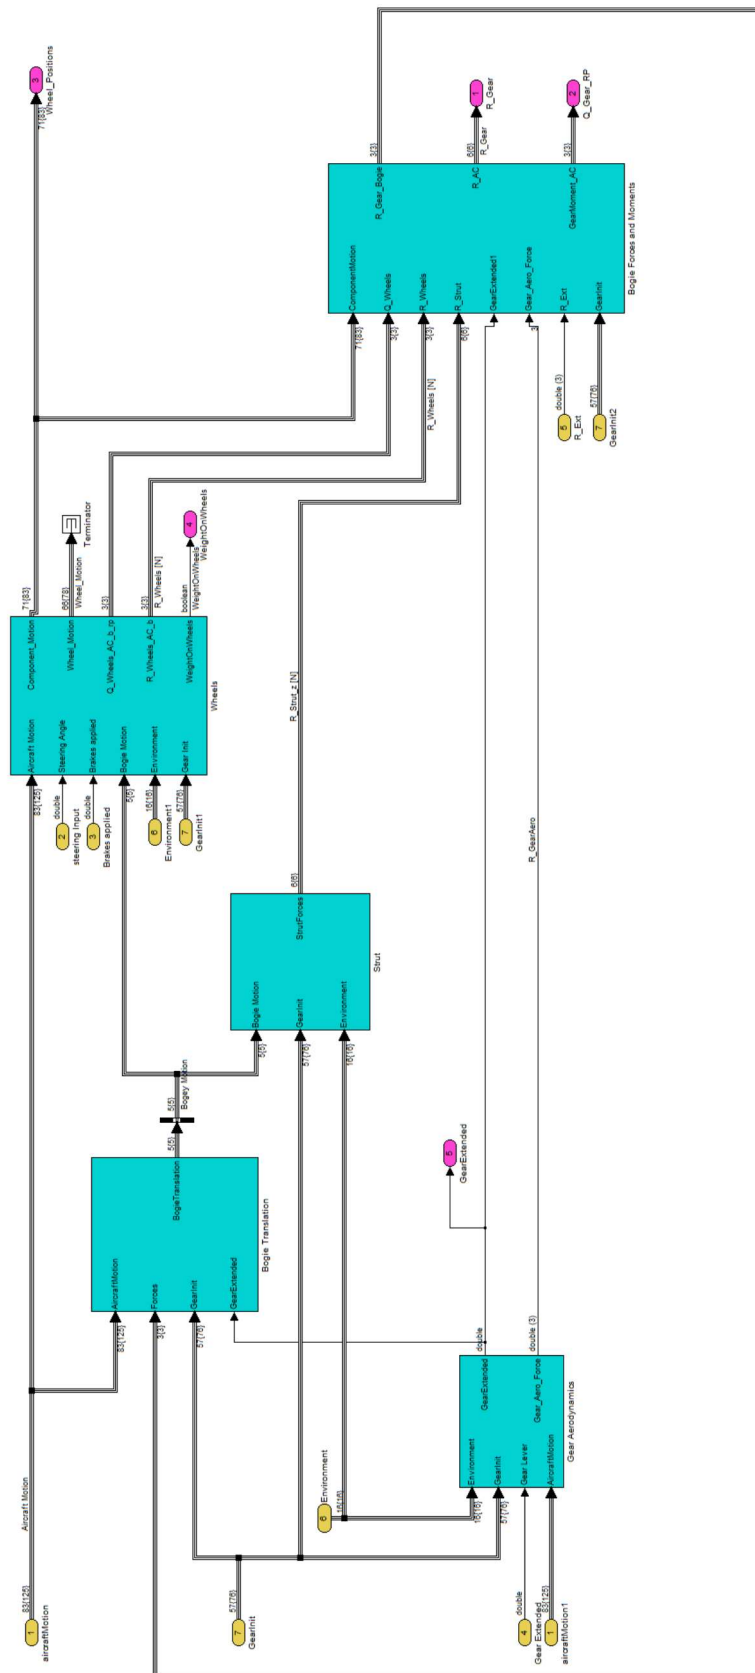 1
aircraftMotion
83{125}
Aircraft Motion
83{125}
AircraftMotion
3{3}
Forces
57{76}
GearInit
GearExtended
BogieTranslation
Bogie Translation
5{5}
5{5}
Bogey Motion
7
GearInit
57{76}
6
Environment
16{16}
16{16}
Environment
57{76}
GearInit
4
Gear Extended
double
Gear Lever
1
aircraftMotion1
83{125}
AircraftMotion
GearExtended
Gear_Aero_Force
Gear Aerodynamics
double
double (3)
5
GearExtended
R_GearAero
5{5}
Bogie Motion
57{76}
GearInit
16{16}
Environment
StrutForces
Strut
6{6}
R_Strut_z [N]
83{125}
Aircraft Motion
2
steering Input
double
Steering Angle
3
Brakes applied
double
Brakes applied
5{5}
Bogie Motion
6
Environment1
16{16}
Environment
7
GearInit1
57{76}
Gear Init
Component_Motion
Wheel_Motion
Q_Wheels_AC_b_rp
R_Wheels_AC_b
WeightOnWheels
Wheels
71{83}
66{78}
Wheel_Motion
Terminator
3{3}
3{3}
R_Wheels [N]
boolean
WeightOnWheels
4
WeightOnWheels
71{83}
3
Wheel_Positions
71{83}
ComponentMotion
3{3}
Q_Wheels
R_Wheels [N]
3{3}
R_Wheels
6{6}
R_Strut
GearExtended1
3
Gear_Aero_Force
5
R_Ext
double (3)
R_Ext
7
GearInit2
57{76}
GearInit
R_Gear_Bogie
R_AC
GearMoment_AC
Bogie Forces and Moments
3{3}
6{6}
R_Gear
1
R_Gear
3{3}
2
Q_Gear_RP